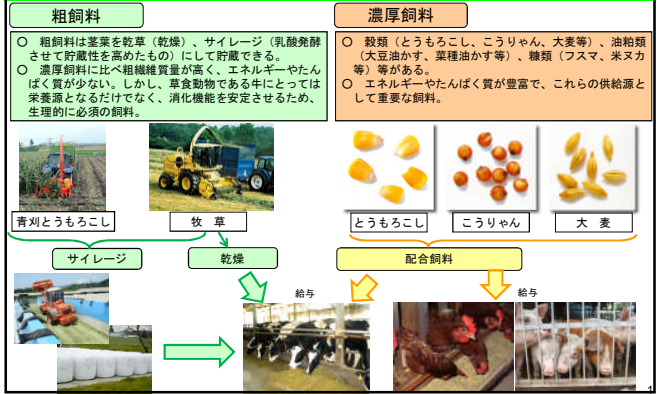 粗飼料
○ 粗飼料は茎葉を乾草（乾燥）、サイレージ（乳酸発酵
させて貯蔵性を高めたもの）にして貯蔵できる。
○ 濃厚飼料に比べ粗繊維質量が高く、エネルギーやたん
ぱく質が少ない。しかし、草食動物である牛にとっては
栄養源となるだけでなく、消化機能を安定させるため、
生理的に必須の飼料。
濃厚飼料
○ 穀類（とうもろこし、こうりゃん、大麦等）、油粕類
（大豆油かす、菜種油かす等）、糠類（フスマ、米ヌカ
等）等がある。
○ エネルギーやたんぱく質が豊富で、これらの供給源と
して重要な飼料。
青刈とうもろこし
牧 草
とうもろこし
こうりゃん
大 麦
サイレージ
乾燥
配合飼料
給与
給与
1